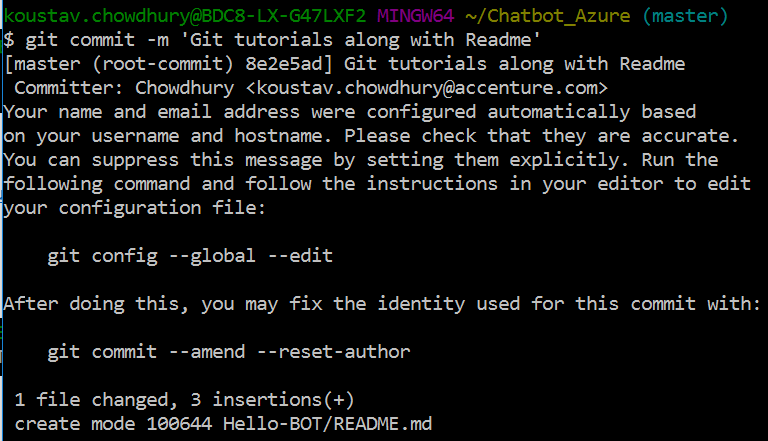 koustav.chowdhury@BDC8-LX-G47LXF2 MINGW64 ~/Chatbot_Azure (master)
$ git commit -m 'Git tutorials along with Readme'
[master (root-commit) 8e2e5ad] Git tutorials along with Readme
 Committer: Chowdhury <koustav.chowdhury@accenture.com>
Your name and email address were configured automatically based
on your username and hostname. Please check that they are accurate.
You can suppress this message by setting them explicitly. Run the
following command and follow the instructions in your editor to edit
your configuration file:

    git config --global --edit

After doing this, you may fix the identity used for this commit with:

    git commit --amend --reset-author

 1 file changed, 3 insertions(+)
 create mode 100644 Hello-BOT/README.md